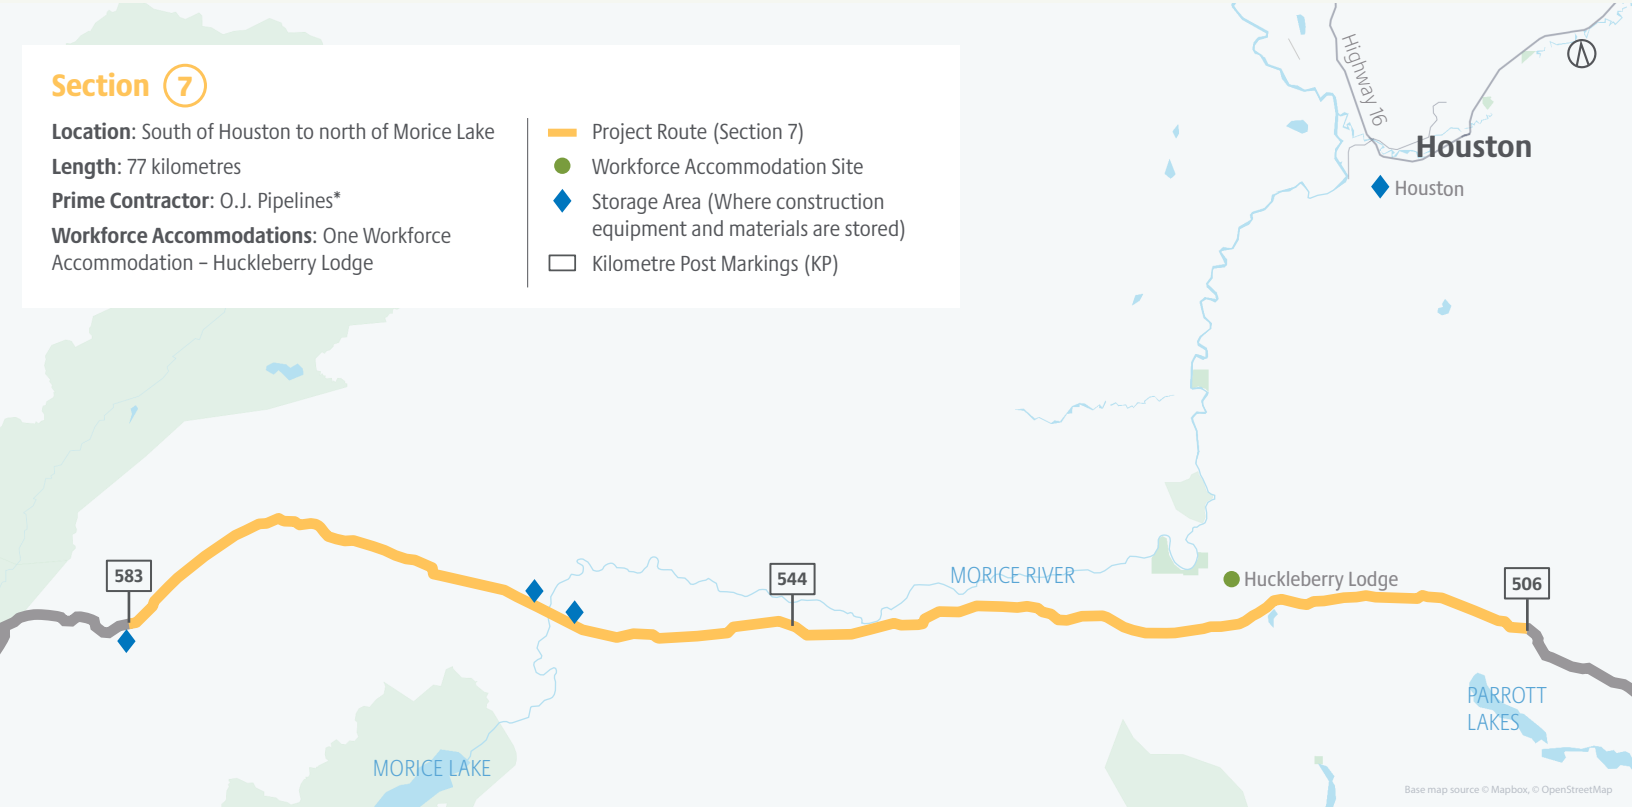 Section 7
Location: South of Houston to north of Morice Lake
Length: 77 kilometres
Prime Contractor: O.J. Pipelines*
Workforce Accommodations: One Workforce
Accommodation – Huckleberry Lodge
Project Route (Section 7)
Workforce Accommodation Site
Storage Area (Where construction
equipment and materials are stored)
Kilometre Post Markings (KP)
Highway 16
Houston
Houston
583
544
MORICE RIVER
Huckleberry Lodge
506
PARROTT
LAKES
MORICE LAKE
Base map source © Mapbox, © OpenStreetMap